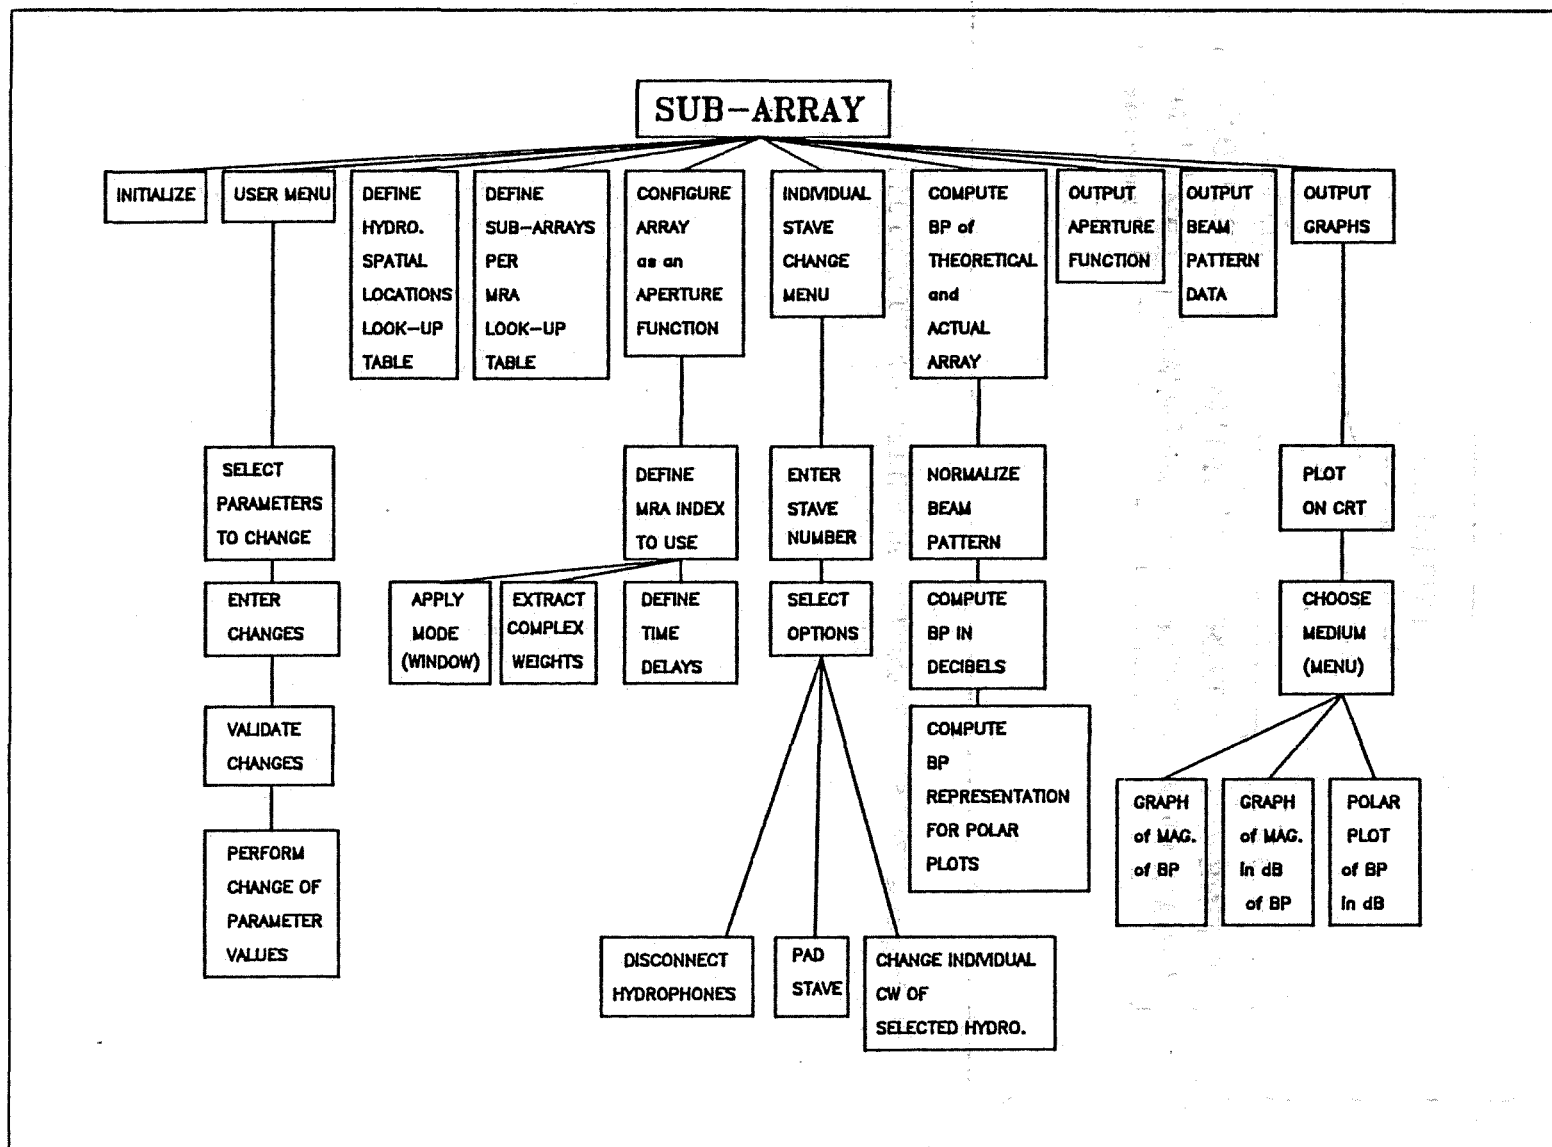 SUB-ARRAY
INITIALIZE
USER MENU
DEFINE
HYDRO.
SPATIAL
LOCATIONS
LOOK-UP
TABLE
DEFINE
SUB-ARRAYS
PER
MRA
LOOK-UP
TABLE
CONFIGURE
ARRAY
as an
APERTURE
FUNCTION
INDIVIDUAL
STAVE
CHANGE
MENU
COMPUTE
BP of
THEORETICAL
and
ACTUAL
ARRAY
OUTPUT
APERTURE
FUNCTION
OUTPUT
BEAM
PATTERN
DATA
OUTPUT
GRAPHS
SELECT
PARAMETERS
TO CHANGE
DEFINE
MRA INDEX
TO USE
ENTER
STAVE
NUMBER
NORMALIZE
BEAM
PATTERN
PLOT
ON CRT
ENTER
CHANGES
APPLY
MODE
(WINDOW)
EXTRACT
COMPLEX
WEIGHTS
DEFINE
TIME
DELAYS
SELECT
OPTIONS
COMPUTE
BP IN
DECIBELS
CHOOSE
MEDIUM
(MENU)
VALIDATE
CHANGES
COMPUTE
BP
REPRESENTATION
FOR POLAR
PLOTS
GRAPH
of MAG.
of BP
GRAPH
of MAG.
in dB
of BP
POLAR
PLOT
of BP
in dB
PERFORM
CHANGE OF
PARAMETER
VALUES
DISCONNECT
HYDROPHONES
PAD
STAVE
CHANGE INDIVIDUAL
CW OF
SELECTED HYDRO.